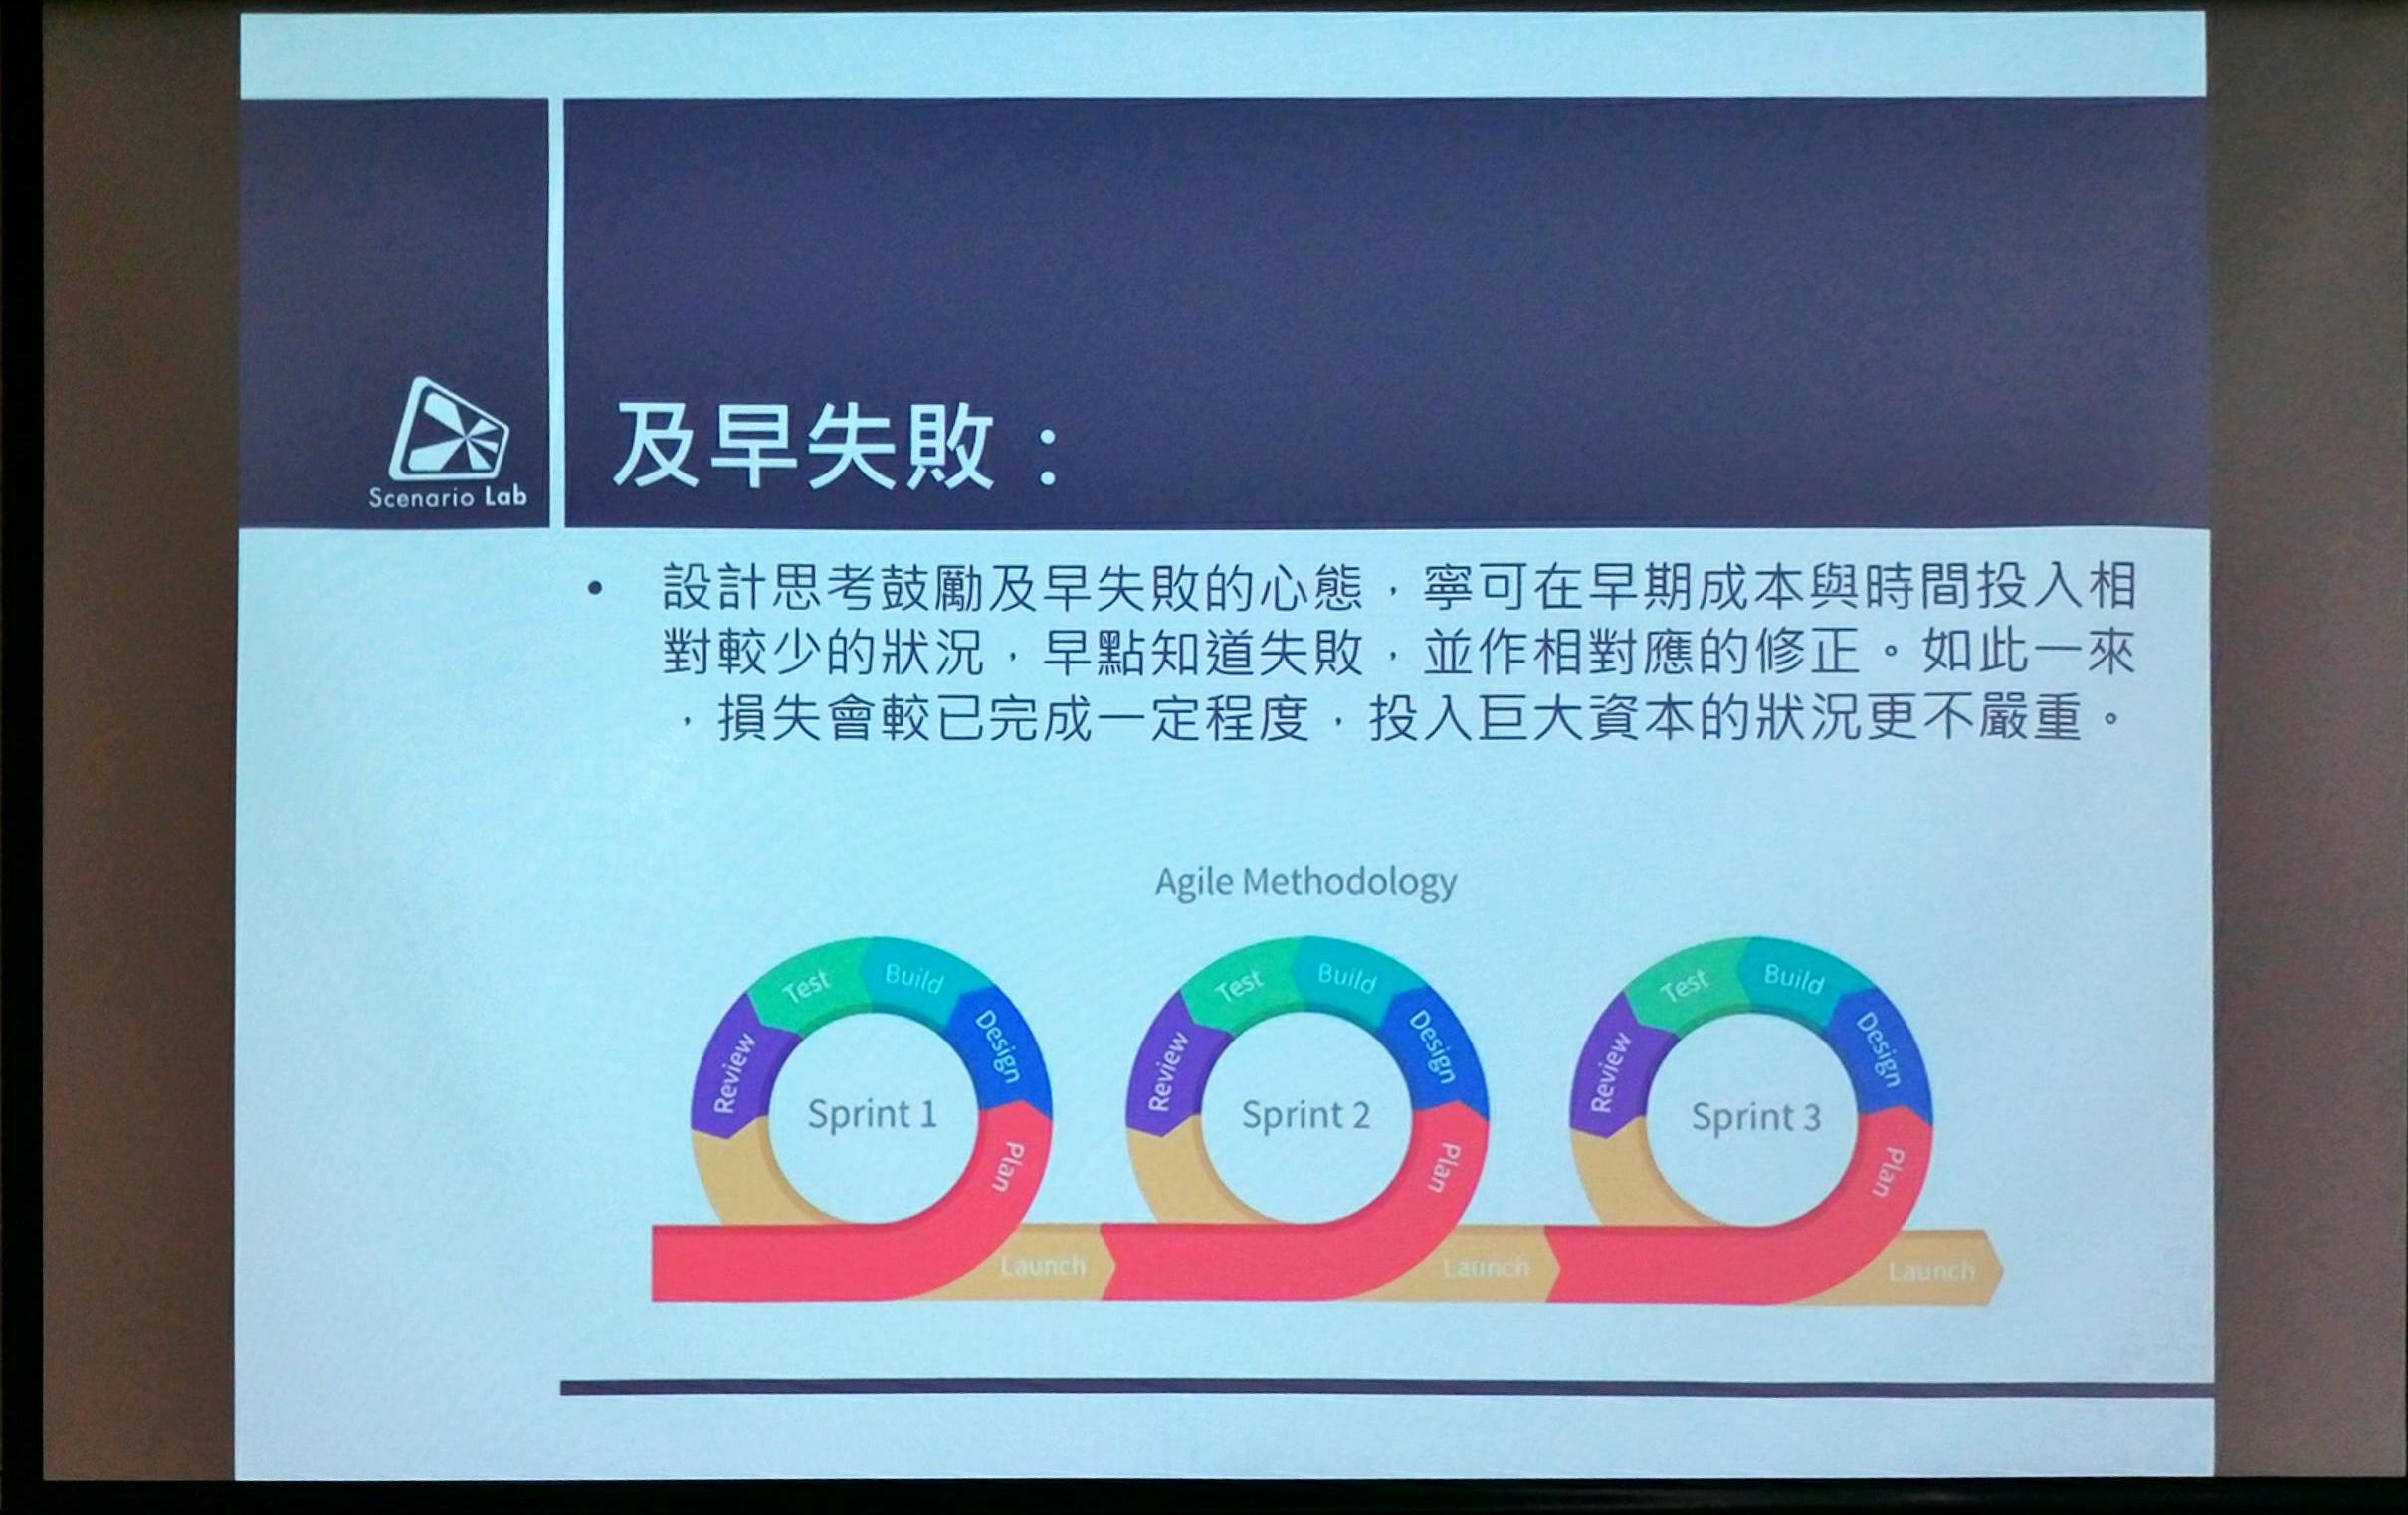 Scenario Lab
及早失敗：
• 設計思考鼓勵及早失敗的心態，寧可在早期成本與時間投入相
對較少的狀況，早點知道失敗，並作相對應的修正。如此一來
，損失會較已完成一定程度，投入巨大資本的狀況更不嚴重。
Agile Methodology
Test
Build
Design
Review
Sprint 1
Plan
Launch
Test
Build
Design
Review
Sprint 2
Plan
Launch
Test
Build
Design
Review
Sprint 3
Plan
Launch